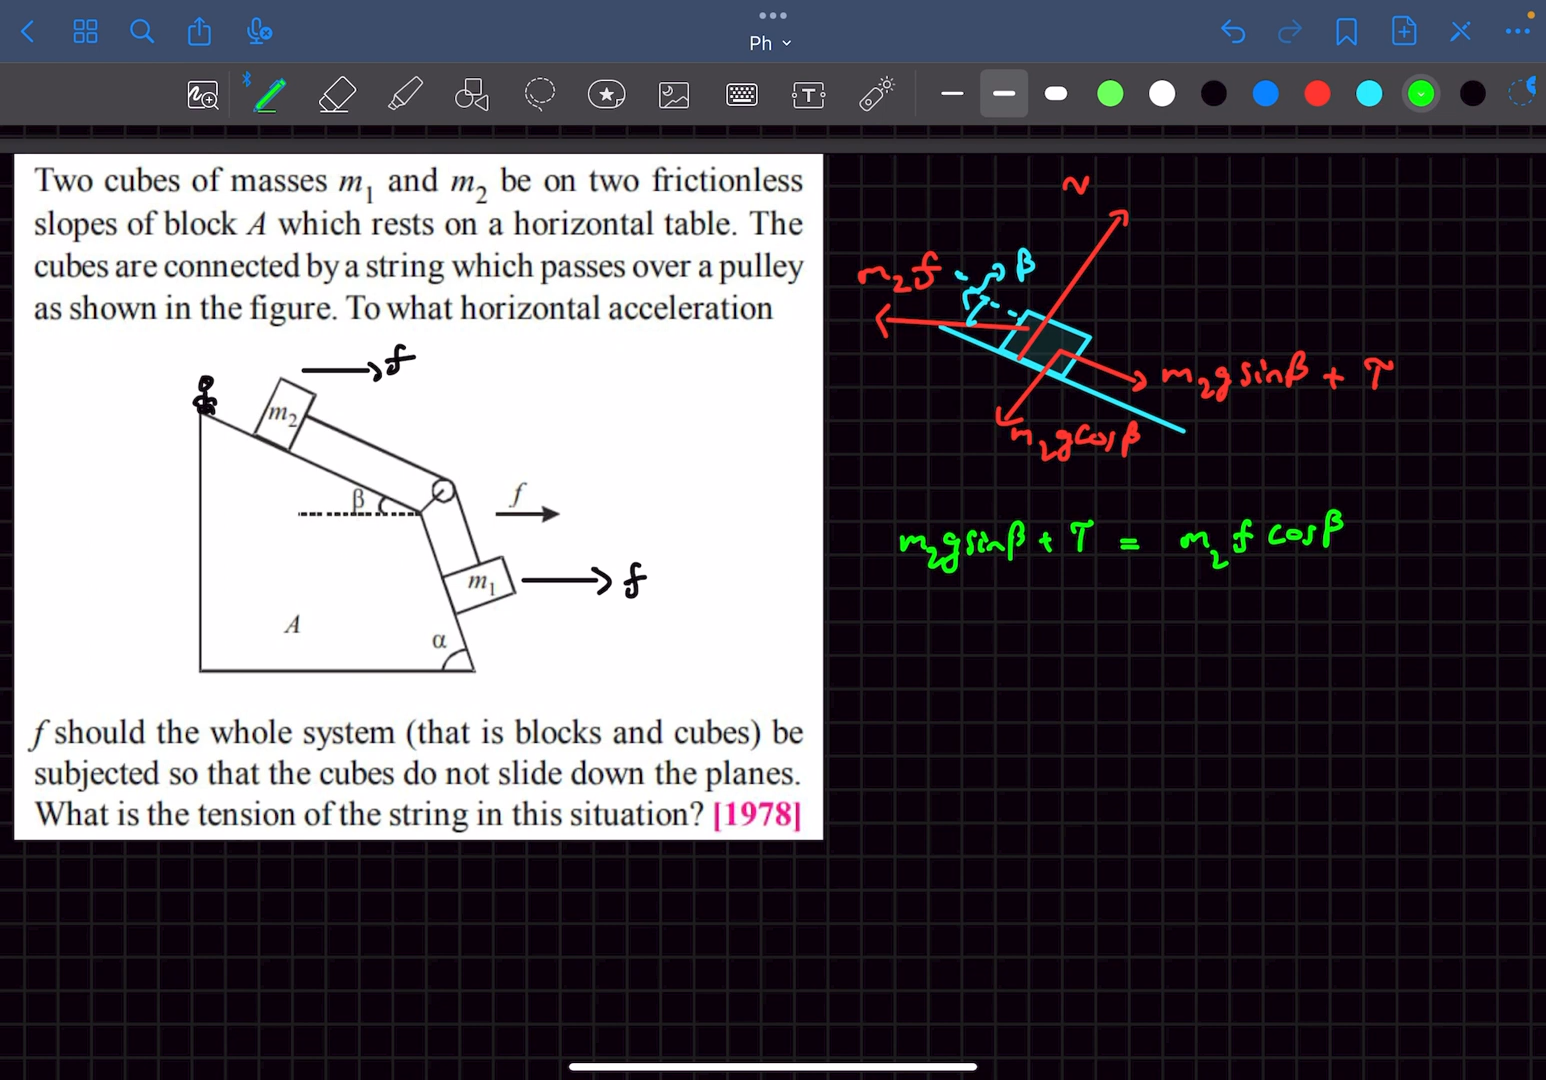 Ph
T
Two cubes of masses m₁ and m₂ be on two frictionless
slopes of block A which rests on a horizontal table. The
cubes are connected by a string which passes over a pulley
as shown in the figure. To what horizontal acceleration
f
m₂
β
f
m₁
f
A
α
f should the whole system (that is blocks and cubes) be
subjected so that the cubes do not slide down the planes.
What is the tension of the string in this situation? [1978]
N
m₂f
β
m₂g sinβ + T
m₂g cosβ
m₂g sinβ + T = m₂ f cosβ